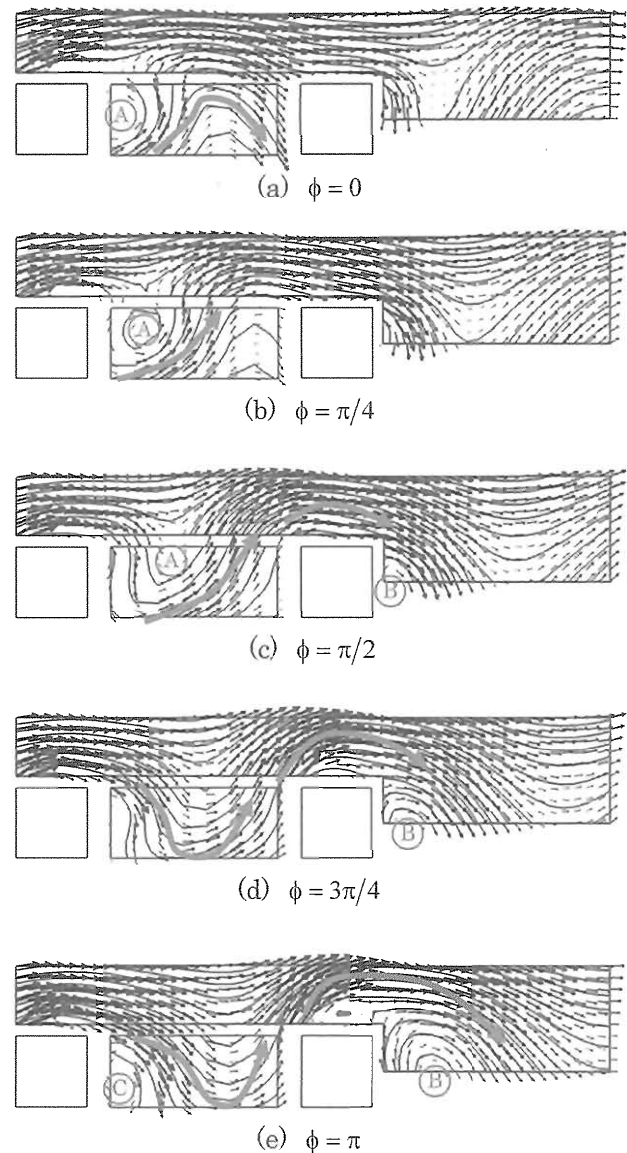 A
(a) ϕ = 0
A
(b) ϕ = π/4
A
B
(c) ϕ = π/2
B
(d) ϕ = 3π/4
C
B
(e) ϕ = π